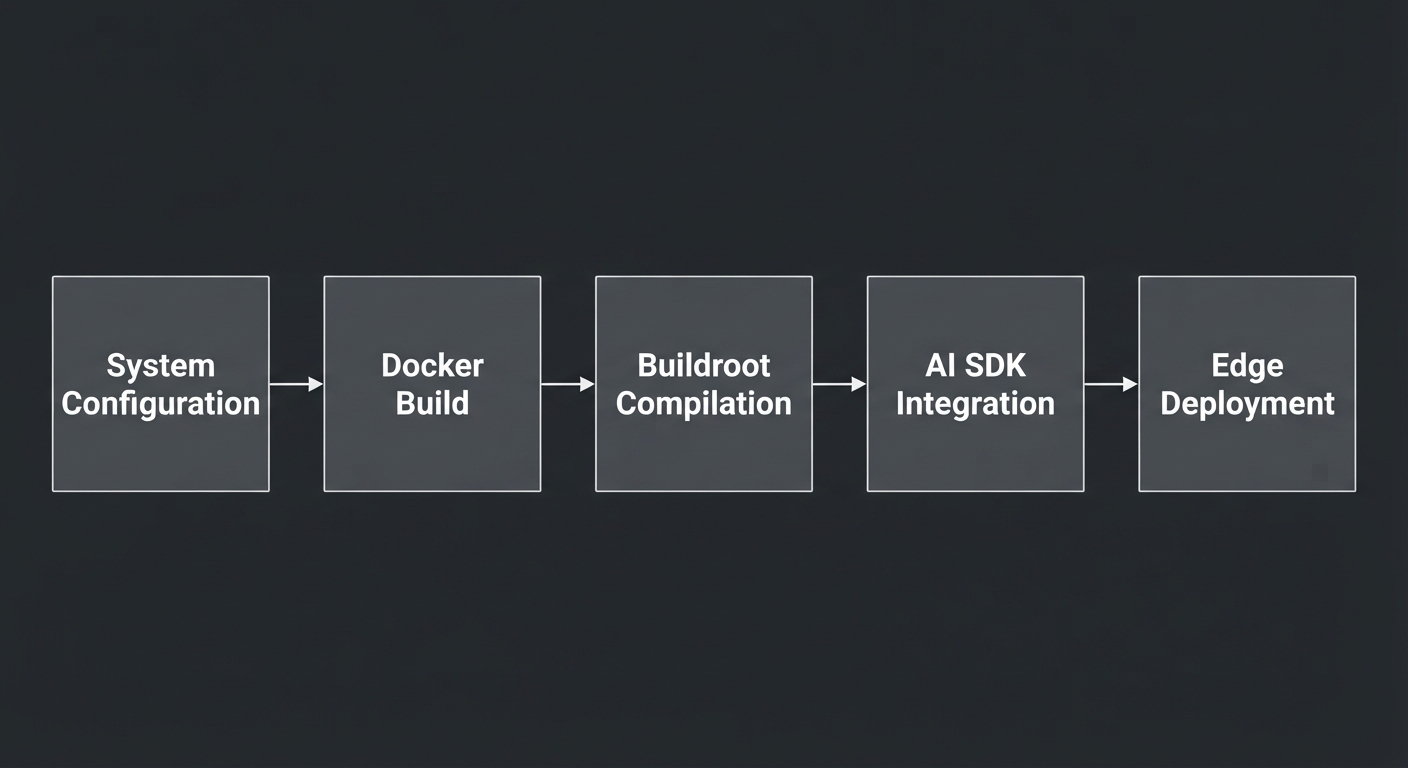 System
Configuration
Docker
Build
Buildroot
Compilation
AI SDK
Integration
Edge
Deployment